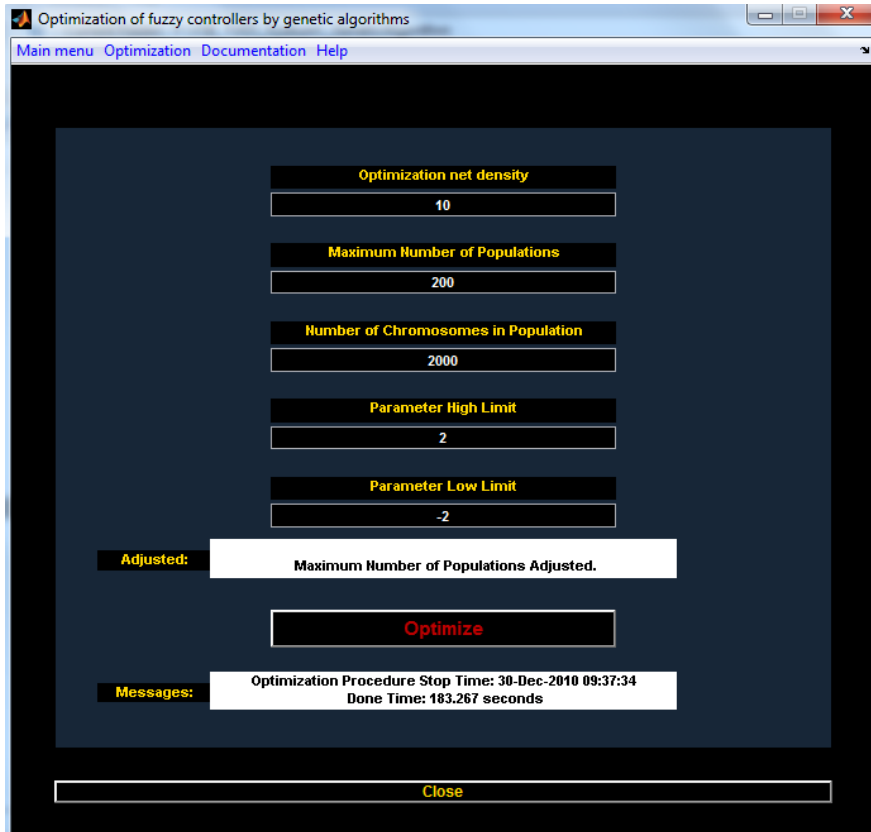 Optimization of fuzzy controllers by genetic algorithms
Main menu Optimization Documentation Help
Optimization net density
10
Maximum Number of Populations
200
Number of Chromosomes in Population
2000
Parameter High Limit
2
Parameter Low Limit
-2
Adjusted:
Maximum Number of Populations Adjusted.
Optimize
Messages:
Optimization Procedure Stop Time: 30-Dec-2010 09:37:34
Done Time: 183.267 seconds
Close